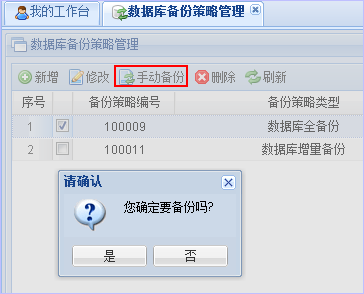 我的工作台 数据库备份策略管理
数据库备份策略管理
新增 修改 手动备份 删除 刷新
序号 备份策略编号 备份策略类型
1 100009 数据库全备份
2 100011 数据库增量备份
请确认
您确定要备份吗?
是 否